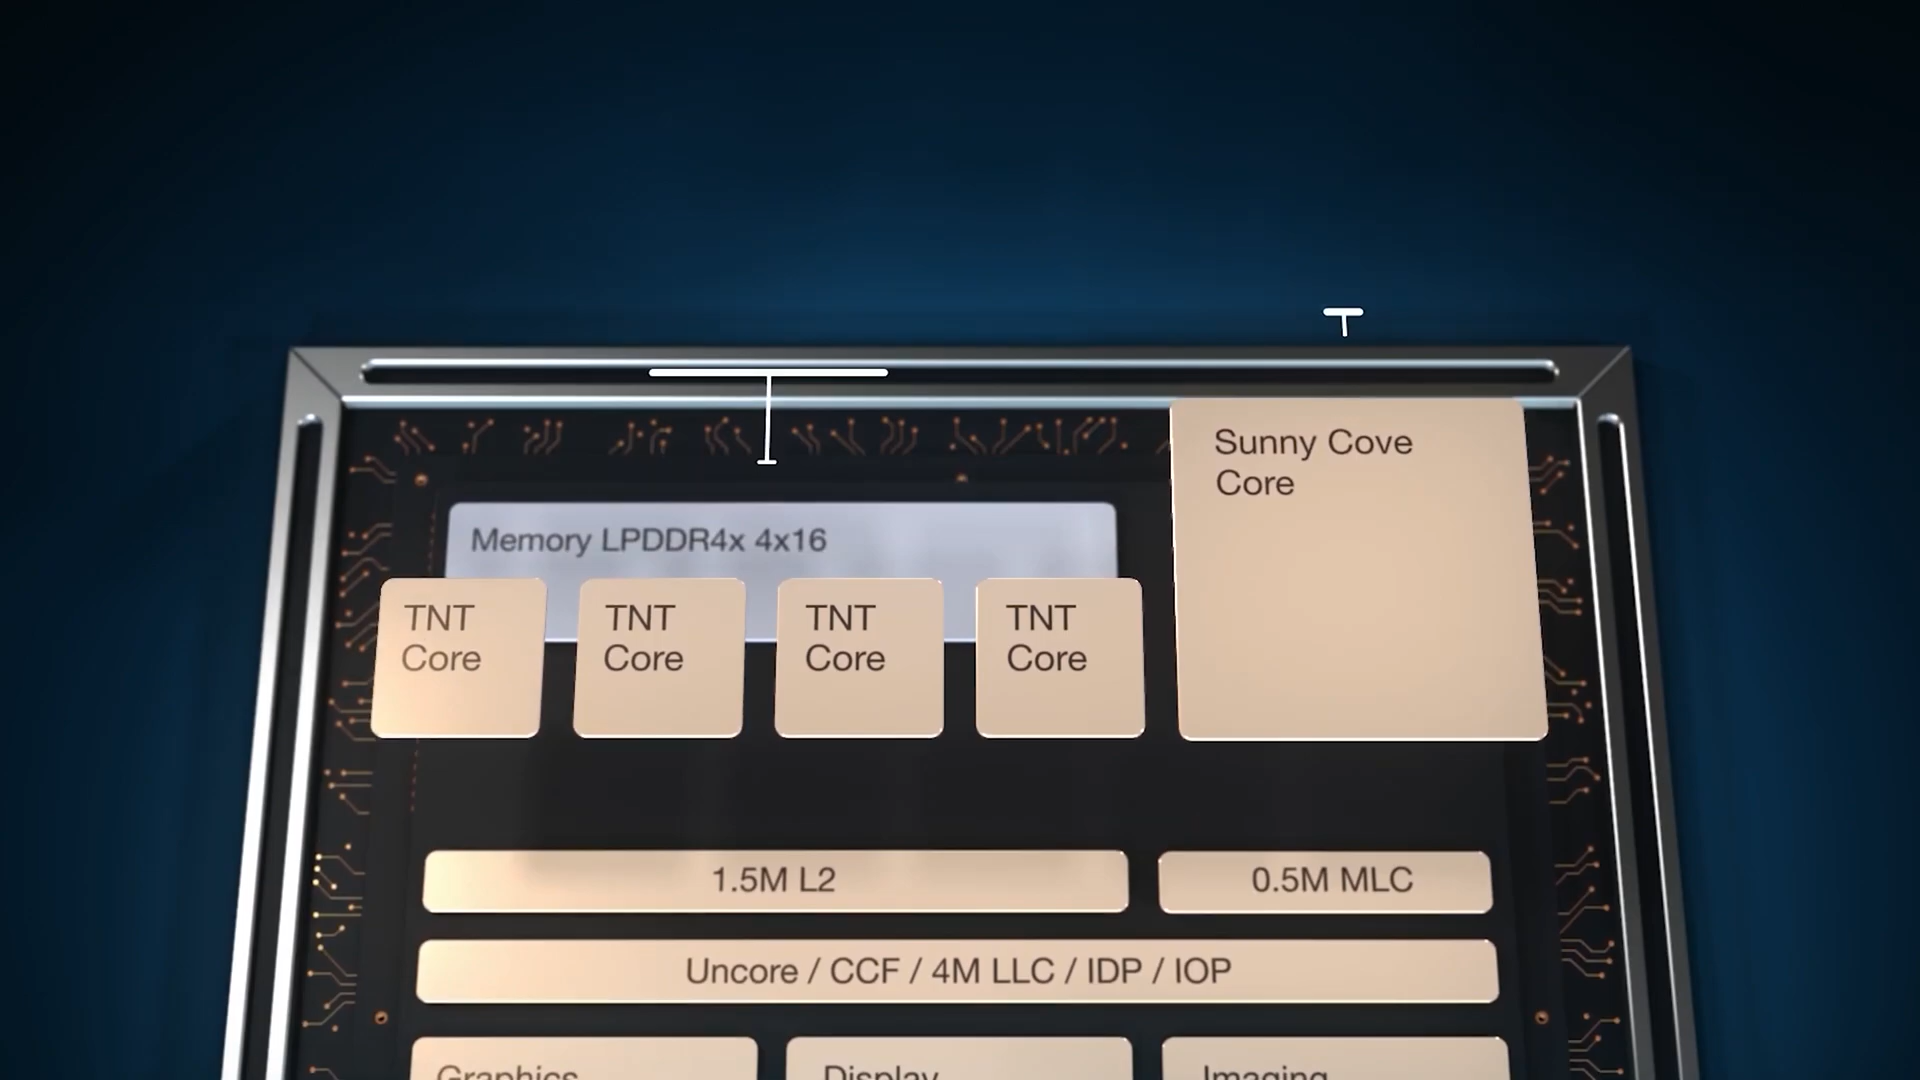 Sunny Cove
Core
Memory LPDDR4x 4x16
TNT
Core
TNT
Core
TNT
Core
TNT
Core
1.5M L2
0.5M MLC
Uncore / CCF / 4M LLC / IDP / IOP
Graphics
Display
Imaging